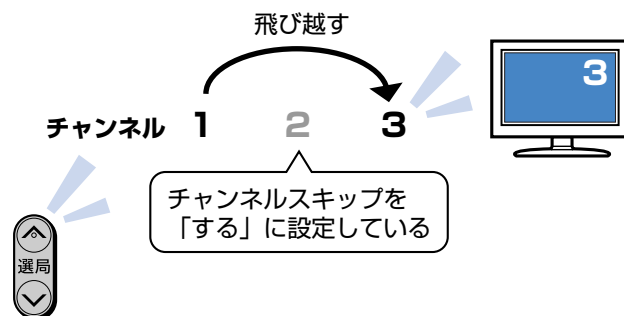 飛び越す
3
チャンネル 1 2 3
チャンネルスキップを
「する」に設定している
選局